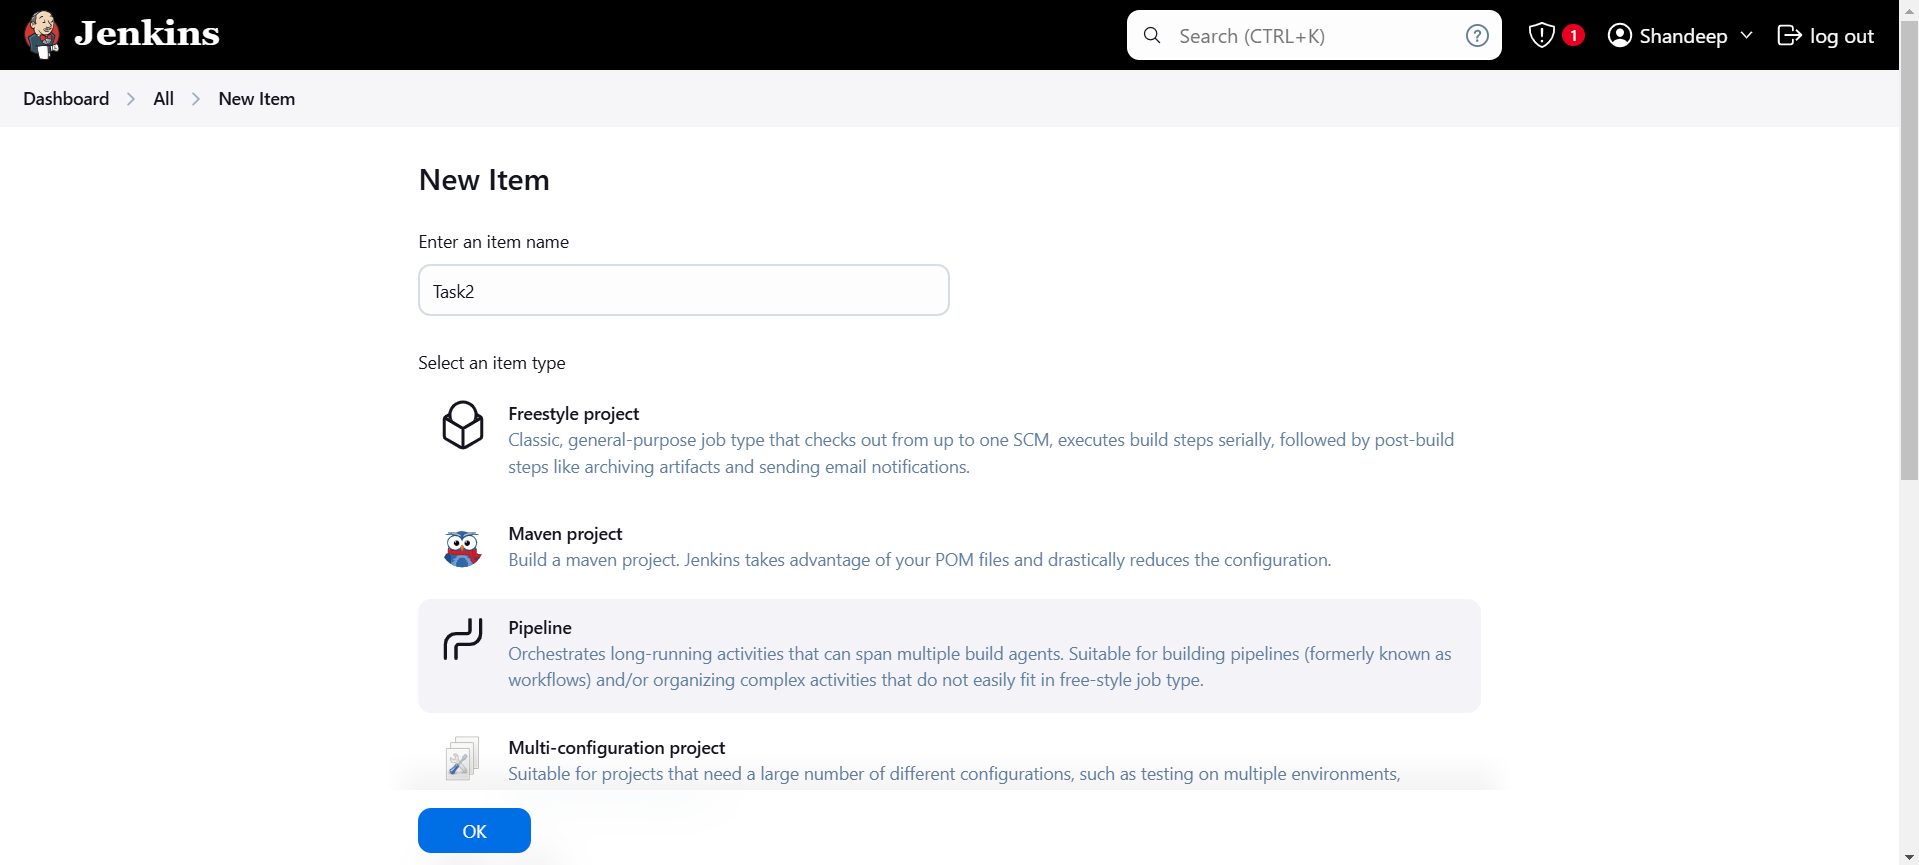 Jenkins
Search (CTRL+K)
?
1
Shandeep
log out
Dashboard
All
New Item
New Item
Enter an item name
Task2
Select an item type
Freestyle project
Classic, general-purpose job type that checks out from up to one SCM, executes build steps serially, followed by post-build
steps like archiving artifacts and sending email notifications.
Maven project
Build a maven project. Jenkins takes advantage of your POM files and drastically reduces the configuration.
Pipeline
Orchestrates long-running activities that can span multiple build agents. Suitable for building pipelines (formerly known as
workflows) and/or organizing complex activities that do not easily fit in free-style job type.
Multi-configuration project
Suitable for projects that need a large number of different configurations, such as testing on multiple environments,
OK